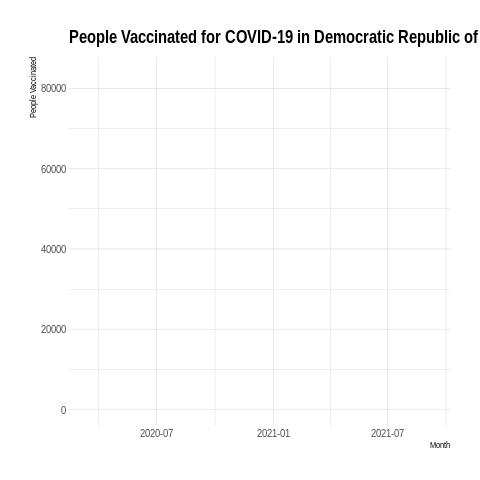 People Vaccinated for COVID-19 in Democratic Republic of
People Vaccinated
80000
60000
40000
20000
0
2020-07 2021-01 2021-07
Month